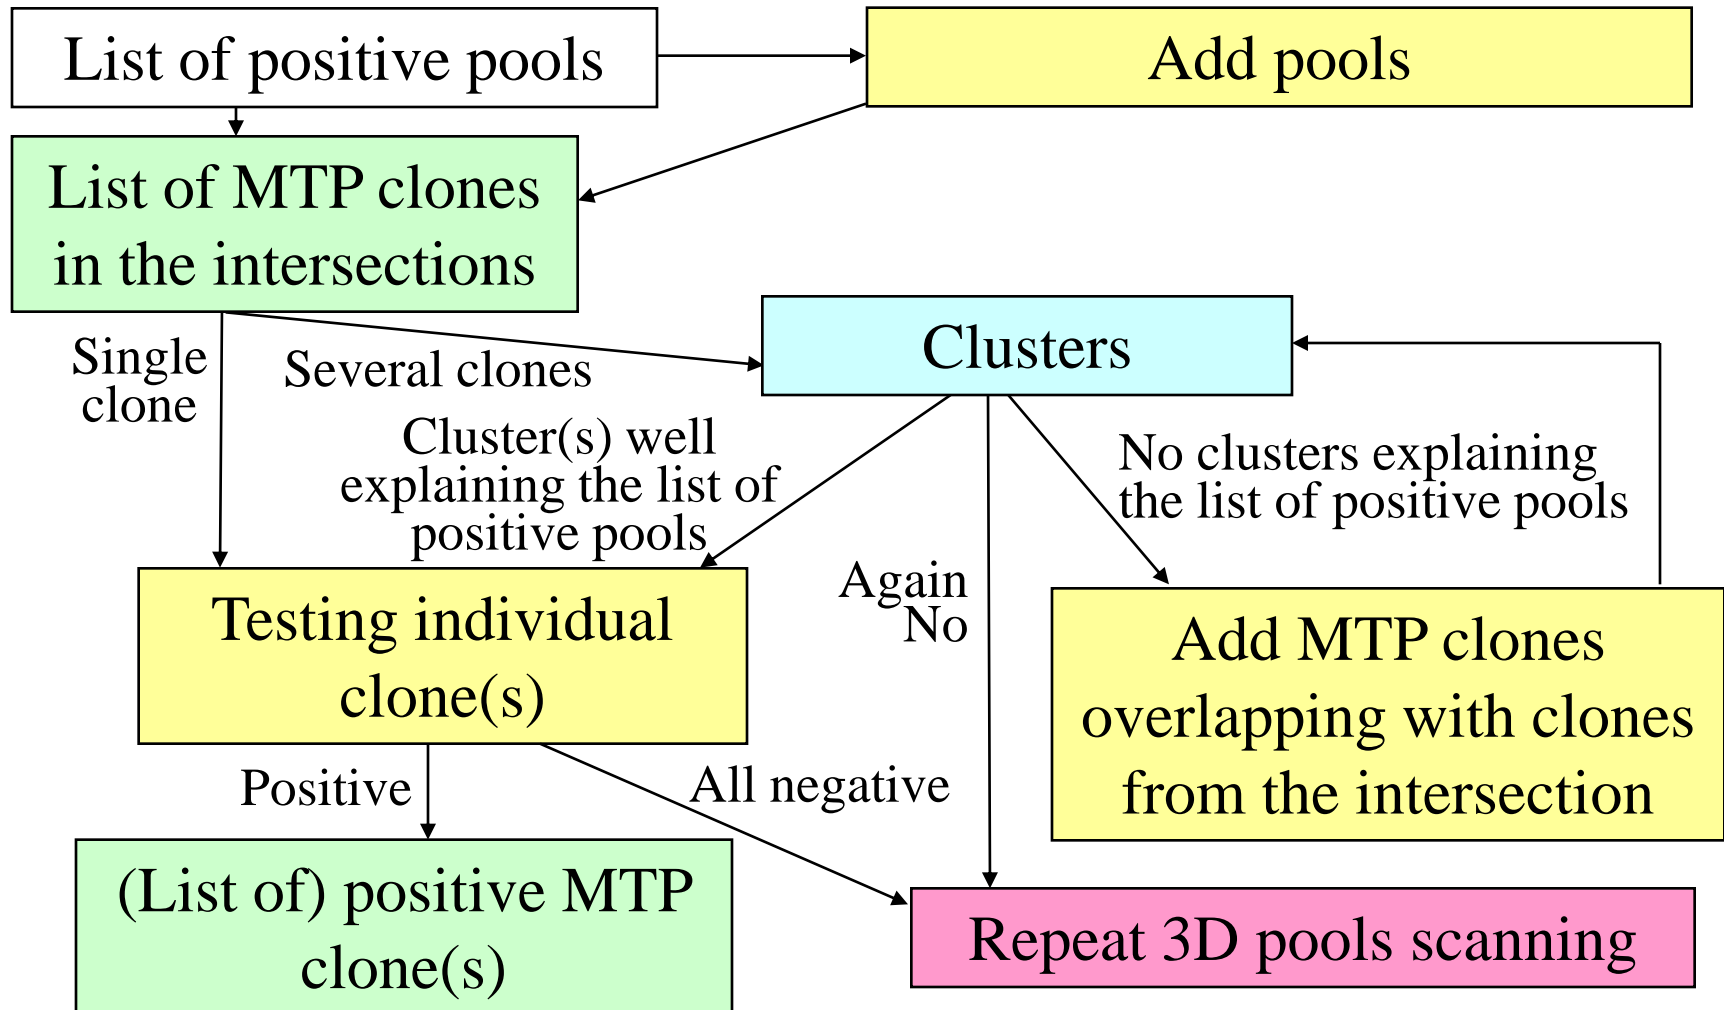 List of positive pools
Add pools
List of MTP clones
in the intersections
Single
clone
Several clones
Clusters
Cluster(s) well
explaining the list of
positive pools
No clusters explaining
the list of positive pools
Again
No
Testing individual
clone(s)
Add MTP clones
overlapping with clones
from the intersection
Positive
All negative
(List of) positive MTP
clone(s)
Repeat 3D pools scanning